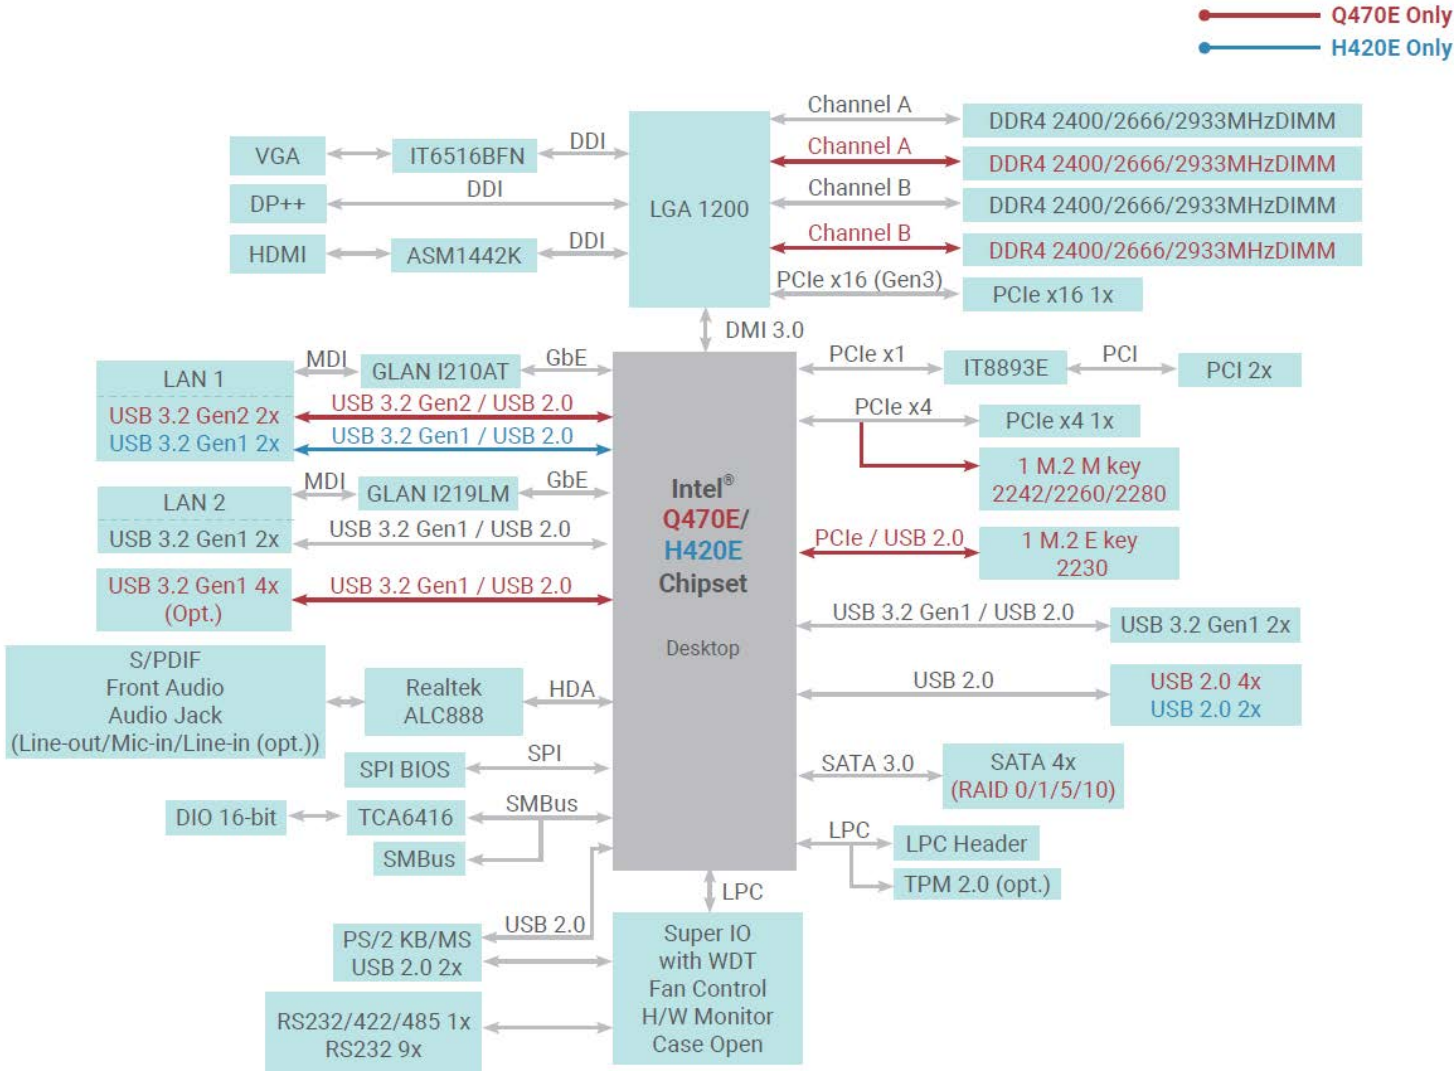 Q470E Only
H420E Only
VGA
IT6516BFN
DDI
DP++
DDI
HDMI
ASM1442K
DDI
LGA 1200
Channel A
DDR4 2400/2666/2933MHzDIMM
Channel A
DDR4 2400/2666/2933MHzDIMM
Channel B
DDR4 2400/2666/2933MHzDIMM
Channel B
DDR4 2400/2666/2933MHzDIMM
PCIe x16 (Gen3)
PCIe x16 1x
DMI 3.0
LAN 1
MDI
GLAN I210AT
GbE
USB 3.2 Gen2 2x
USB 3.2 Gen2 / USB 2.0
USB 3.2 Gen1 2x
USB 3.2 Gen1 / USB 2.0
LAN 2
MDI
GLAN I219LM
GbE
USB 3.2 Gen1 2x
USB 3.2 Gen1 / USB 2.0
USB 3.2 Gen1 4x
(Opt.)
USB 3.2 Gen1 / USB 2.0
S/PDIF
Front Audio
Audio Jack
(Line-out/Mic-in/Line-in (opt.))
Realtek
ALC888
HDA
SPI BIOS
SPI
DIO 16-bit
TCA6416
SMBus
SMBus
PS/2 KB/MS
USB 2.0 2x
USB 2.0
RS232/422/485 1x
RS232 9x
Intel®
Q470E/
H420E
Chipset
Desktop
LPC
Super IO
with WDT
Fan Control
H/W Monitor
Case Open
PCIe x1
IT8893E
PCI
PCI 2x
PCIe x4
PCIe x4 1x
1 M.2 M key
2242/2260/2280
PCIe / USB 2.0
1 M.2 E key
2230
USB 3.2 Gen1 / USB 2.0
USB 3.2 Gen1 2x
USB 2.0
USB 2.0 4x
USB 2.0 2x
SATA 3.0
SATA 4x
(RAID 0/1/5/10)
LPC
LPC Header
TPM 2.0 (opt.)